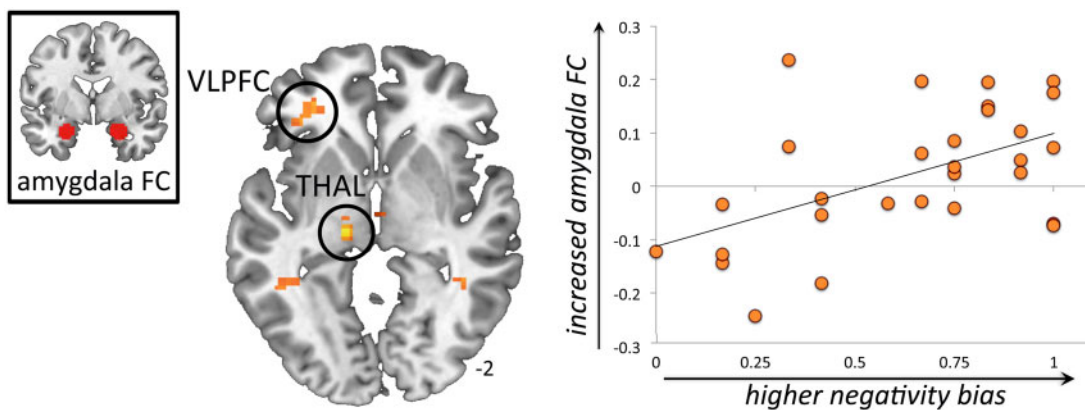 amygdala FC
VLPFC
THAL
-2
increased amygdala FC
0.3
0.2
0.1
0
-0.1
-0.2
-0.3
0
0.25
0.5
0.75
1
higher negativity bias